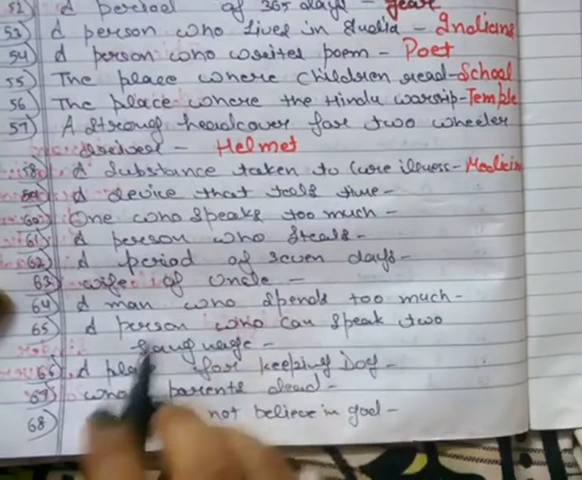 52) A period of 365 days - Year
53) A person who lives in India - Indians
54) A person who writes poem - Poet
55) The place where children read - School
56) The place where the Hindu worsip - Temple
57) A strong headcover for two wheeler
driver - Helmet
58) A substance taken to cure illness - Medicin
59) A device that tells time -
60) One who speaks too much -
61) A person who steals -
62) A period of seven days -
63) wife of uncle -
64) A man who spends too much -
65) A person who can speak two
language -
66) A for keeping Dog -
67) parents dead -
68) not believe in god -